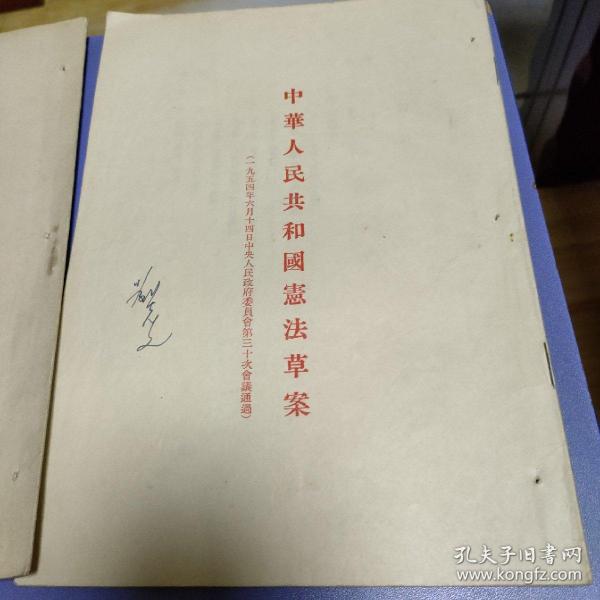 中華人民共和國憲法草案
（一九五四年六月十四日中央人民政府委員會第三十次會議通過）
孔夫子旧书网
www.kongfz.com